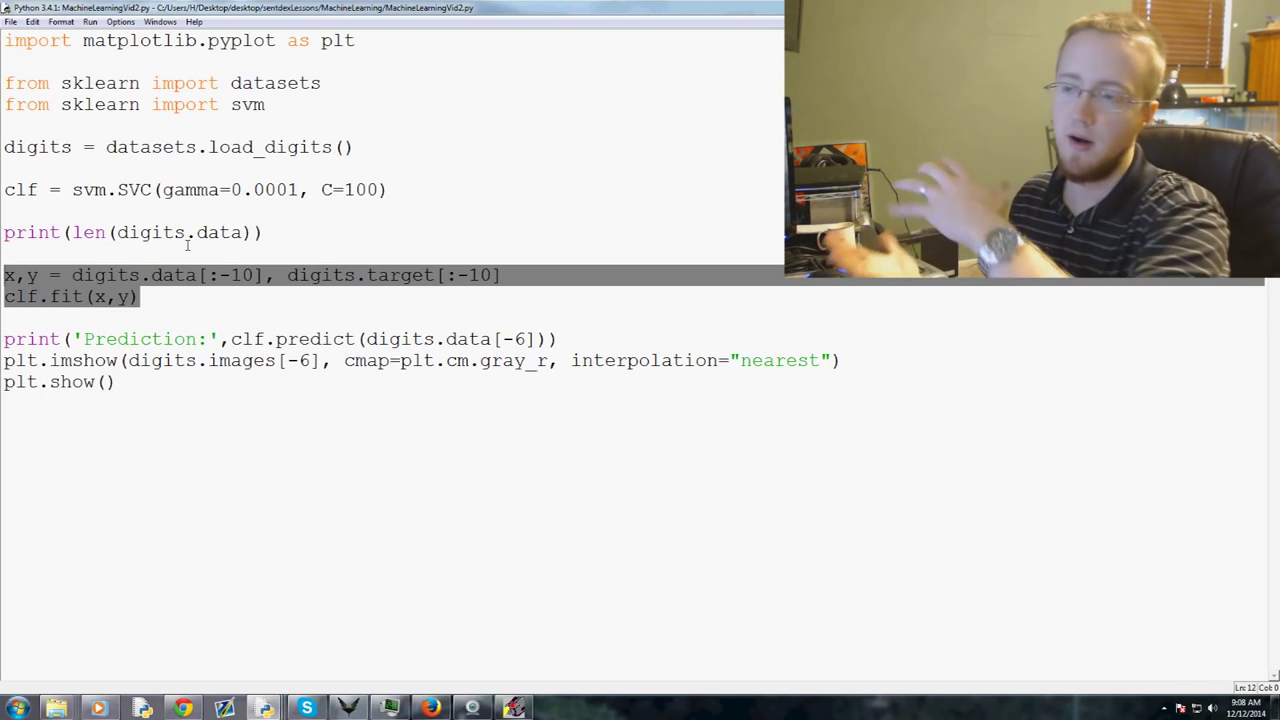 Python 3.4.1: MachineLearningVid2.py - C:/Users/H/Desktop/desktop/sentdexLessons/MachineLearning/MachineLearningVid2.py
File Edit Format Run Options Windows Help
import matplotlib.pyplot as plt
from sklearn import datasets
from sklearn import svm
digits = datasets.load_digits()
clf = svm.SVC(gamma=0.0001, C=100)
print(len(digits.data))
x,y = digits.data[:-10], digits.target[:-10]
clf.fit(x,y)
print('Prediction:',clf.predict(digits.data[-6]))
plt.imshow(digits.images[-6], cmap=plt.cm.gray_r, interpolation="nearest")
plt.show()
Ln: 12 Col: 0
9:08 AM
12/12/2014